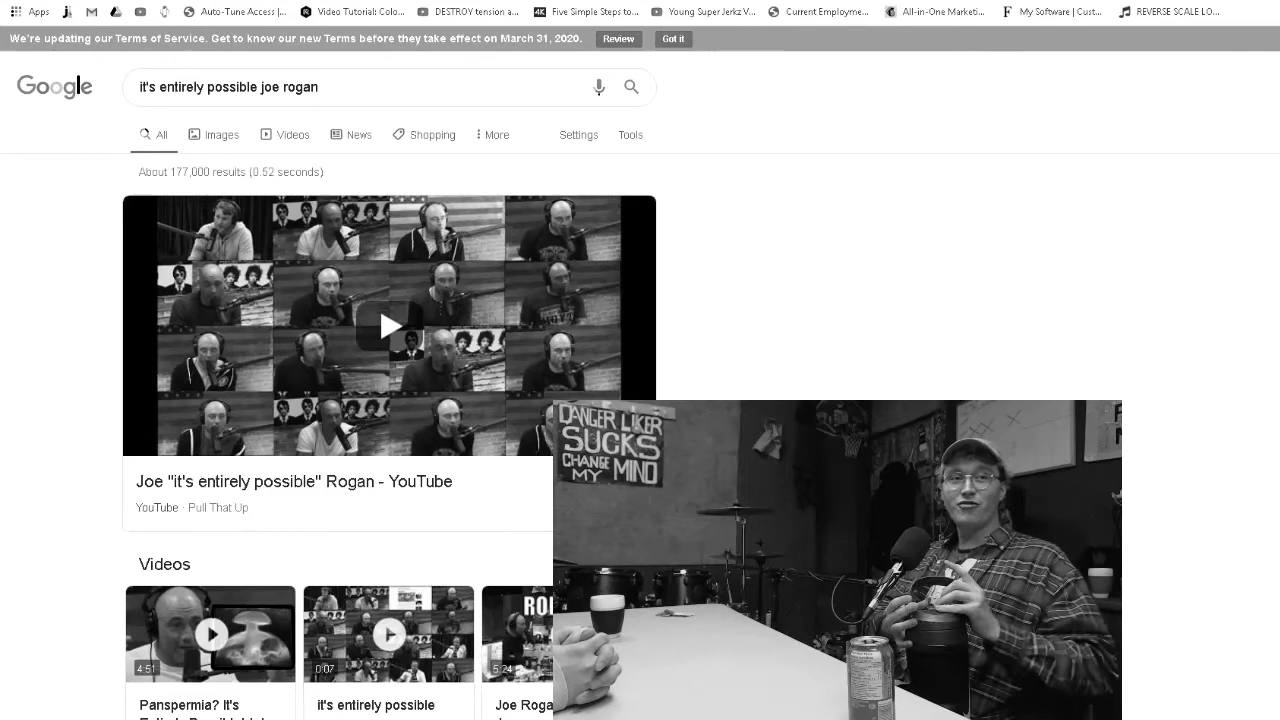 Apps
Auto-Tune Access |...
Video Tutorial: Colo...
DESTROY tension a...
4K
Five Simple Steps to...
Young Super Jerkz V...
Current Employme...
All-in-One Marketi...
F
My Software | Cust...
REVERSE SCALE LO...
We're updating our Terms of Service. Get to know our new Terms before they take effect on March 31, 2020.
Review
Got it
Google
it's entirely possible joe rogan
All
Images
Videos
News
Shopping
More
Settings
Tools
About 177,000 results (0.52 seconds)
Joe "it's entirely possible" Rogan - YouTube
YouTube · Pull That Up
DANGER LIKER
SUCKS
CHANGE MIND
MY
Videos
4:51
0:07
5:24
Panspermia? It's
it's entirely possible
Joe Roga